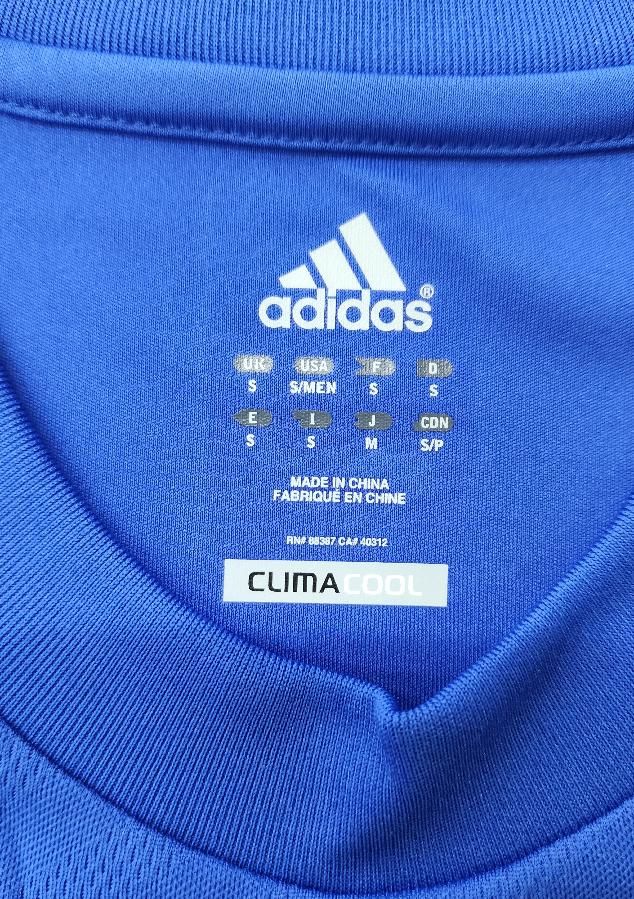 adidas®
UK USA F D
S S/MEN S S
E I J CDN
S S M S/P
MADE IN CHINA
FABRIQUÉ EN CHINE
RN# 88387 CA# 40312
CLIMACOOL